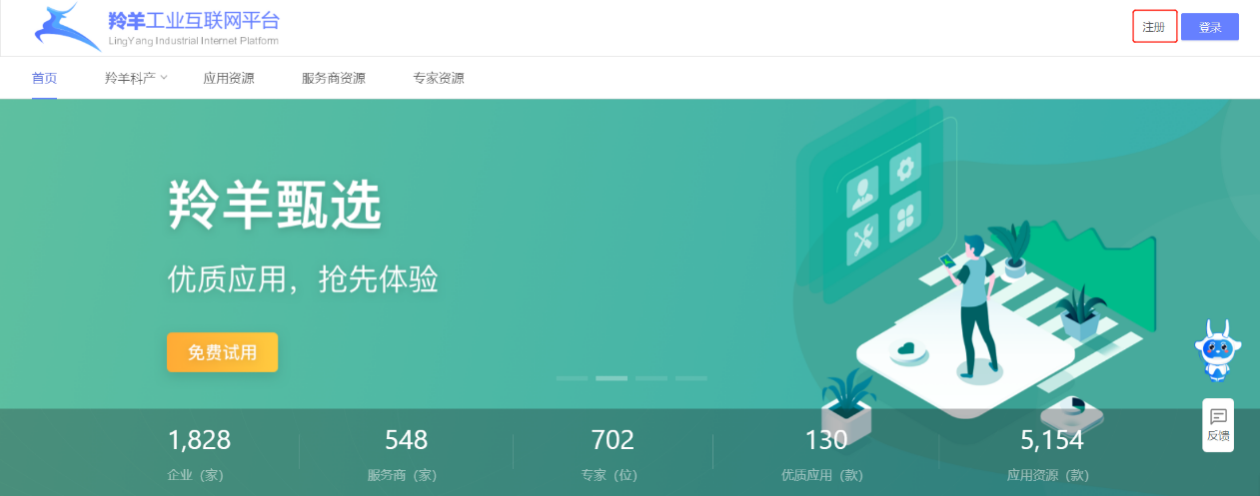 羚羊工业互联网平台
LingYang Industrial Internet Platform
注册
登录
首页
羚羊科产
应用资源
服务商资源
专家资源
羚羊甄选
优质应用，抢先体验
免费试用
1,828
企业（家）
548
服务商（家）
702
专家（位）
130
优质应用（款）
5,154
应用资源（款）
反馈